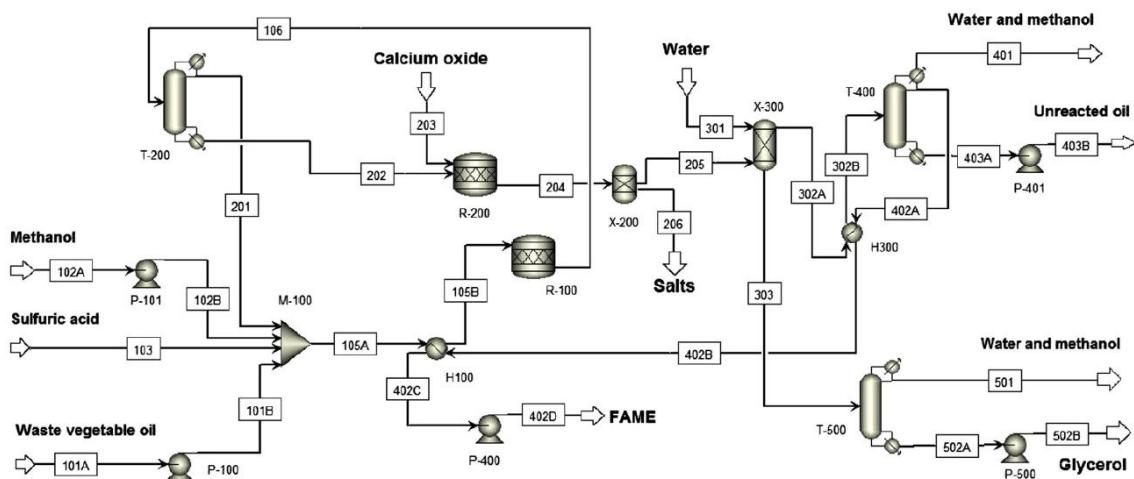 106
Water and methanol
401
Calcium oxide
Water
T-400
Unreacted oil
203
X-300
301
403A
403B
T-200
302B
P-401
202
204
205
R-200
X-200
302A
402A
201
206
H300
Methanol
Salts
102A
105B
R-100
303
P-101
102B
M-100
Sulfuric acid
103
105A
402B
Water and methanol
H100
402C
501
101B
402D
FAME
Waste vegetable oil
P-400
T-500
502A
502B
101A
P-100
P-500
Glycerol